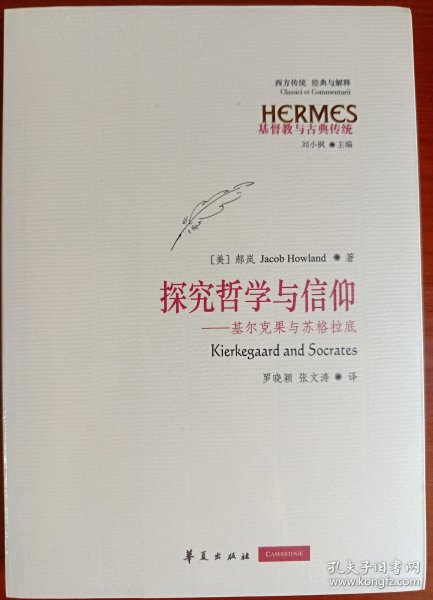 西方传统 经典与解释
Classici et Commentarii
HERMES
基督教与古典传统
刘小枫 主编
[美] 郝岚 Jacob Howland 著
探究哲学与信仰
——基尔克果与苏格拉底
Kierkegaard and Socrates
罗晓颖 张文涛 译
华夏出版社
CAMBRIDGE
孔夫子旧书网
www.kongfz.com